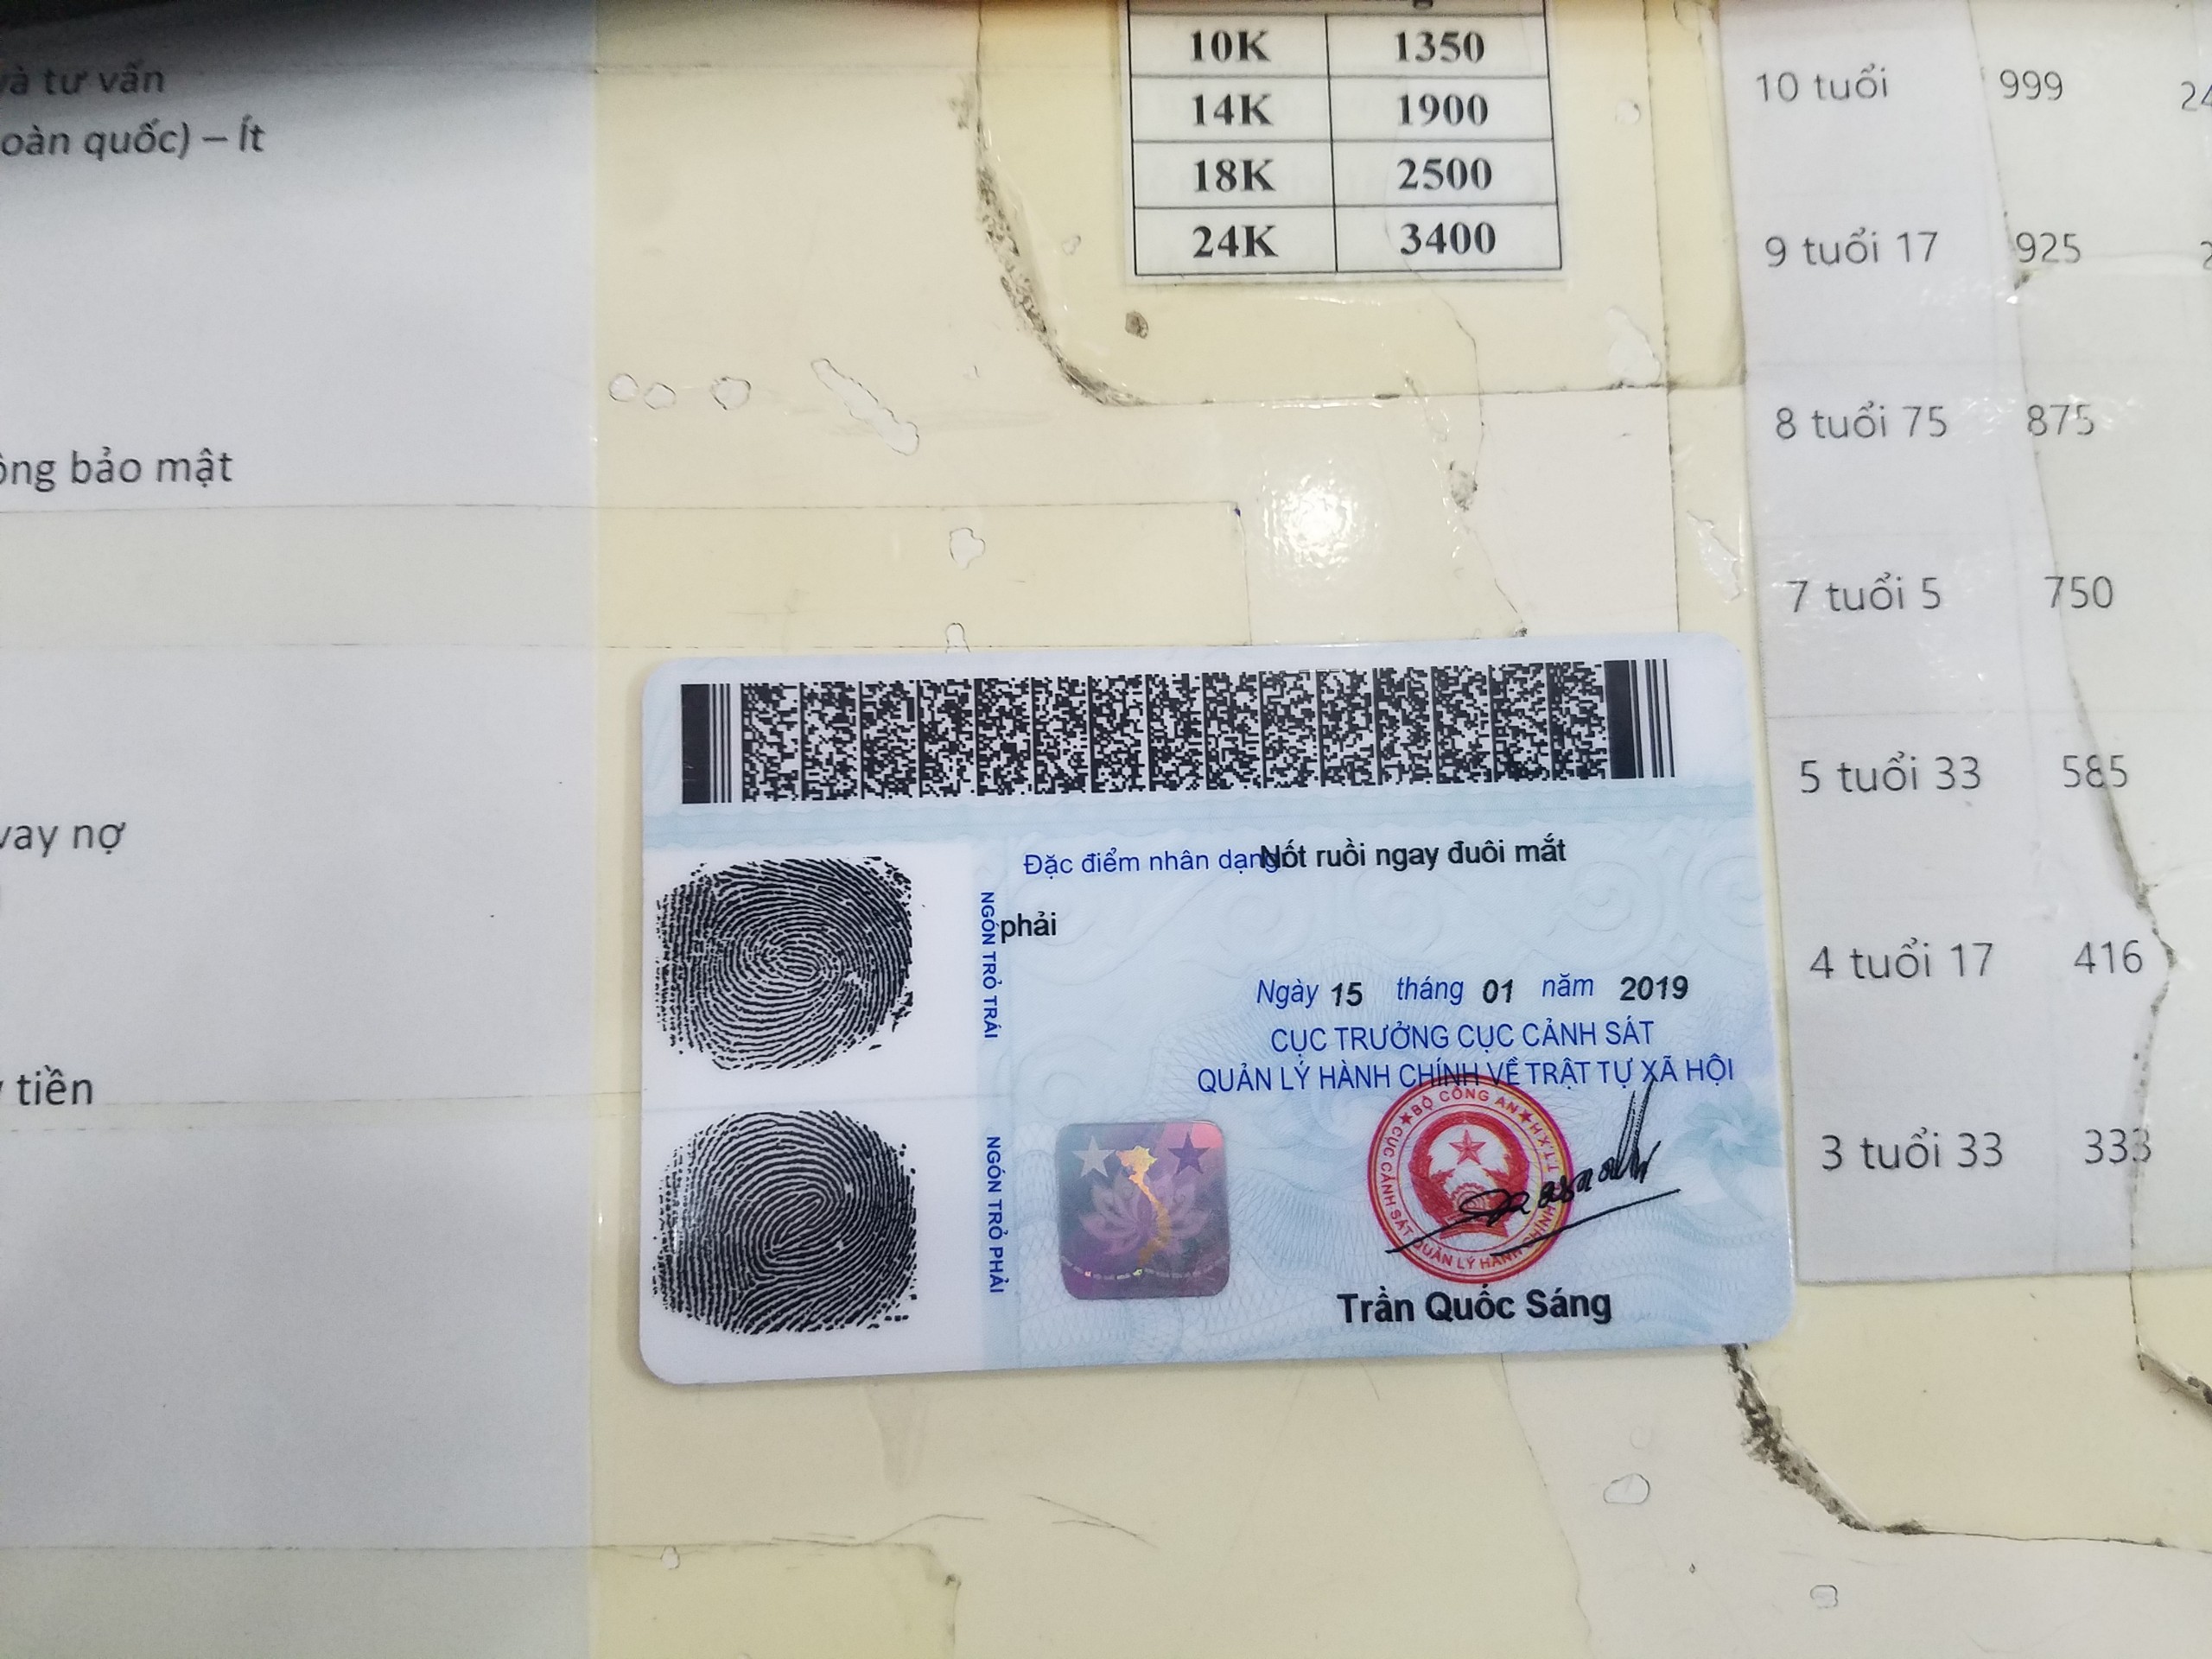 và tư vấn
oàn quốc) – Ít
ông bảo mật
vay nợ
tiền
10K 1350
14K 1900
18K 2500
24K 3400
10 tuổi 999 24
9 tuổi 17 925 2
8 tuổi 75 875
7 tuổi 5 750
5 tuổi 33 585
4 tuổi 17 416
3 tuổi 33 333
Đặc điểm nhân dạng: Nốt ruồi ngay đuôi mắt
phải
NGÓN TRỎ TRÁI
NGÓN TRỎ PHẢI
Ngày 15 tháng 01 năm 2019
CỤC TRƯỞNG CỤC CẢNH SÁT
QUẢN LÝ HÀNH CHÍNH VỀ TRẬT TỰ XÃ HỘI
BỘ CÔNG AN
CỤC CẢNH SÁT QUẢN LÝ HÀNH CHÍNH VỀ TTXH
Trần Quốc Sáng